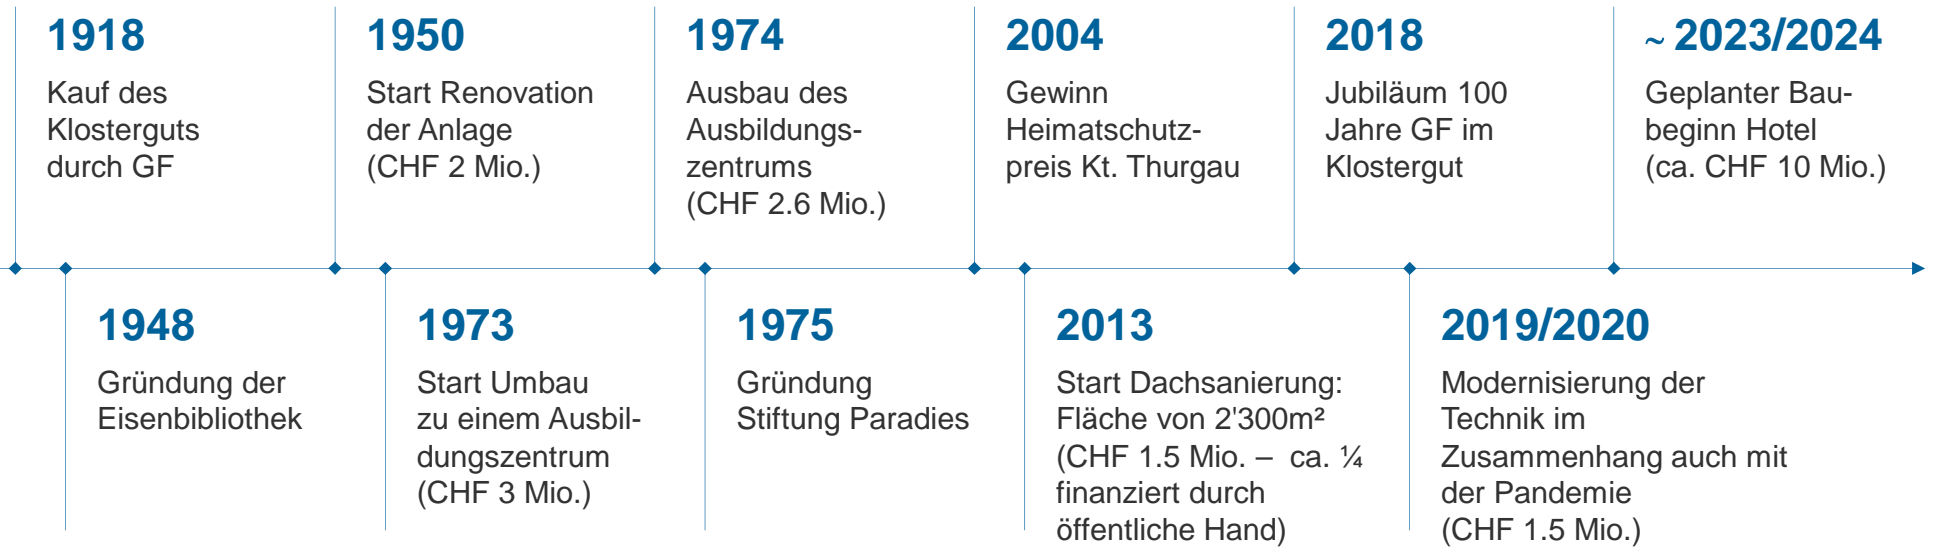 1918
Kauf des
Klosterguts
durch GF
1950
Start Renovation
der Anlage
(CHF 2 Mio.)
1974
Ausbau des
Ausbildungs-
zentrums
(CHF 2.6 Mio.)
2004
Gewinn
Heimatschutz-
preis Kt. Thurgau
2018
Jubiläum 100
Jahre GF im
Klostergut
~ 2023/2024
Geplanter Bau-
beginn Hotel
(ca. CHF 10 Mio.)
1948
Gründung der
Eisenbibliothek
1973
Start Umbau
zu einem Ausbil-
dungszentrum
(CHF 3 Mio.)
1975
Gründung
Stiftung Paradies
2013
Start Dachsanierung:
Fläche von 2'300m²
(CHF 1.5 Mio. – ca. ¼
finanziert durch
öffentliche Hand)
2019/2020
Modernisierung der
Technik im
Zusammenhang auch mit
der Pandemie
(CHF 1.5 Mio.)